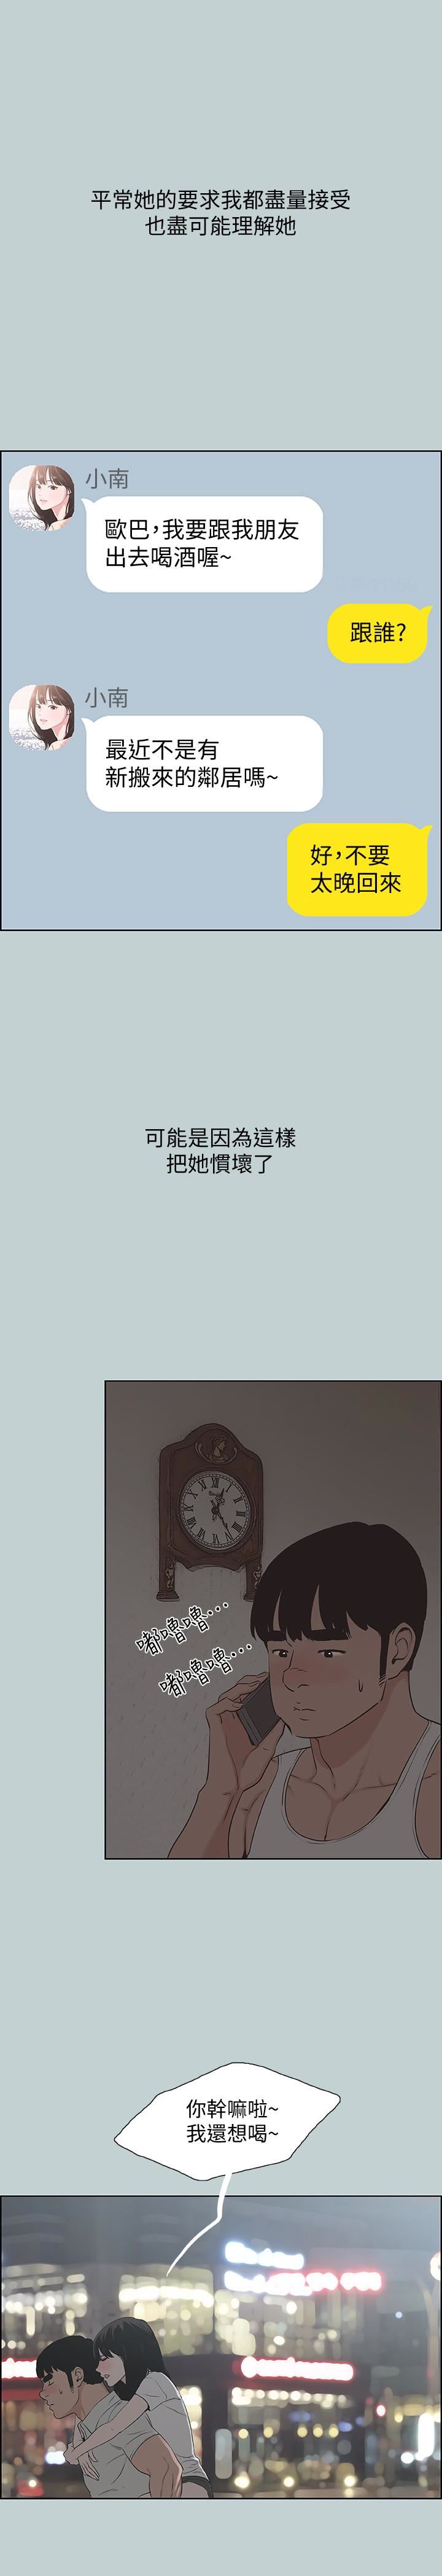 平常她的要求我都盡量接受
也盡可能理解她
小南
歐巴,我要跟我朋友
出去喝酒喔~
跟誰?
小南
最近不是有
新搬來的鄰居嗎~
好,不要
太晚回來
可能是因為這樣
把她慣壞了
嘟嚕嚕...
嘟嚕嚕...
你幹嘛啦~
我還想喝~